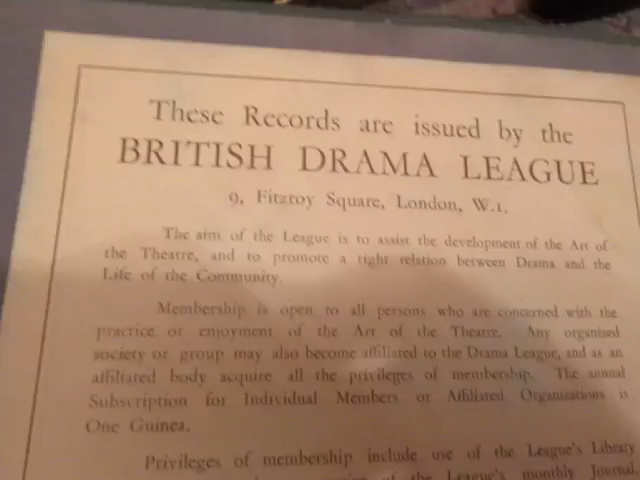 These Records are issued by the
BRITISH DRAMA LEAGUE
9, Fitzroy Square, London, W.1.
The aim of the League is to assist the development of the Art of
the Theatre, and to promote a right relation between Drama and the
Life of the Community.
Membership is open to all persons who are concerned with the
practice or enjoyment of the Art of the Theatre. Any organised
society or group may also become affiliated to the Drama League, and as an
affiliated body acquire all the privileges of membership. The annual
Subscription for Individual Members or Affiliated Organisations is
One Guinea.
Privileges of membership include use of the League's Library
of the League's monthly Journal,